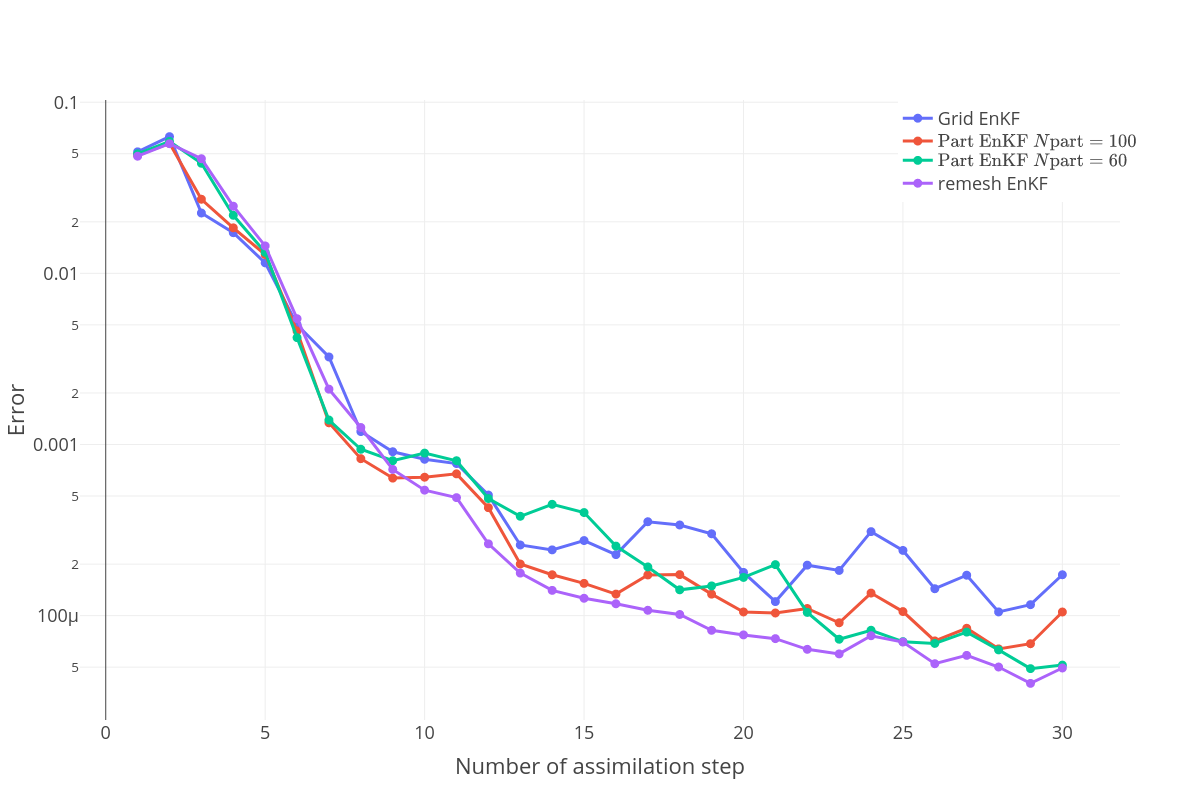 Grid EnKF
Part EnKF Npart = 100
Part EnKF Npart = 60
remesh EnKF
0.1
5
2
0.01
5
2
0.001
5
2
100μ
5
Error
0 5 10 15 20 25 30
Number of assimilation step